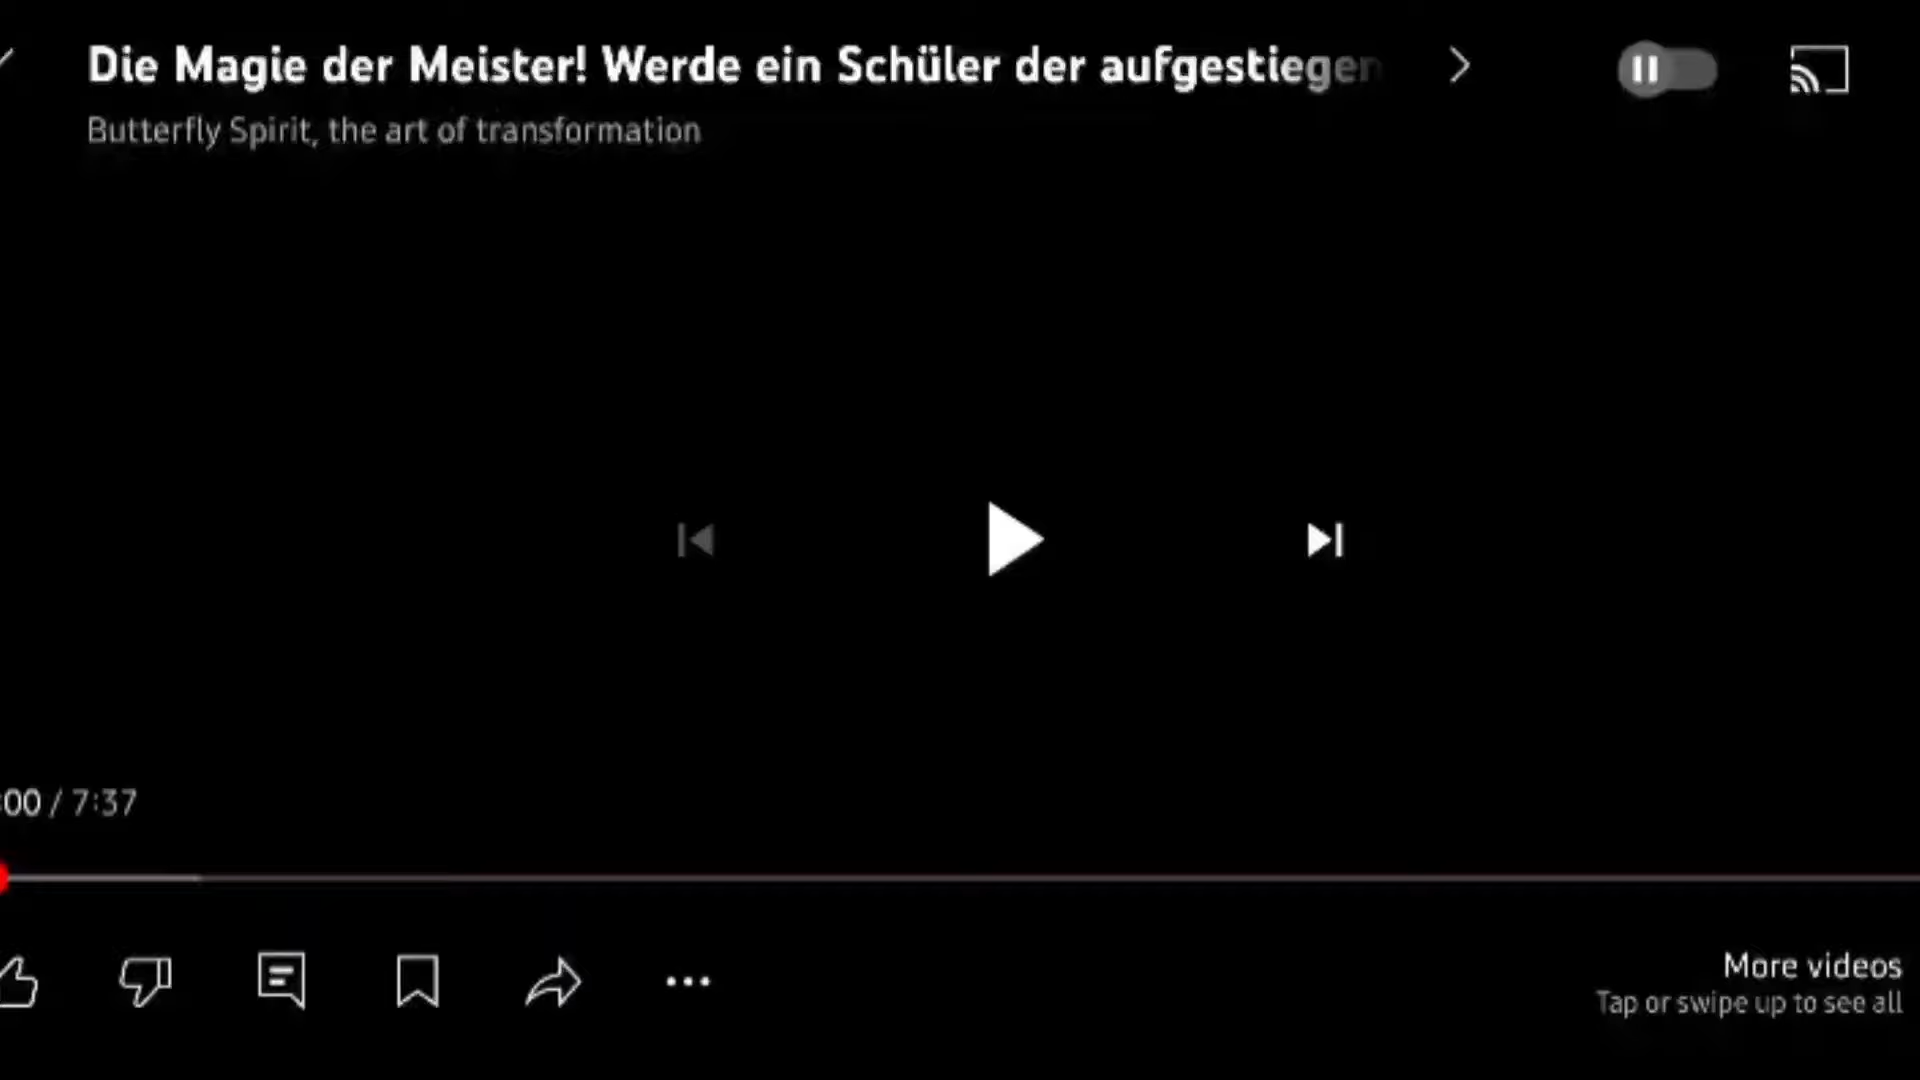 Die Magie der Meister! Werde ein Schüler der aufgestiegen
Butterfly Spirit, the art of transformation
:00 / 7:37
More videos
Tap or swipe up to see all